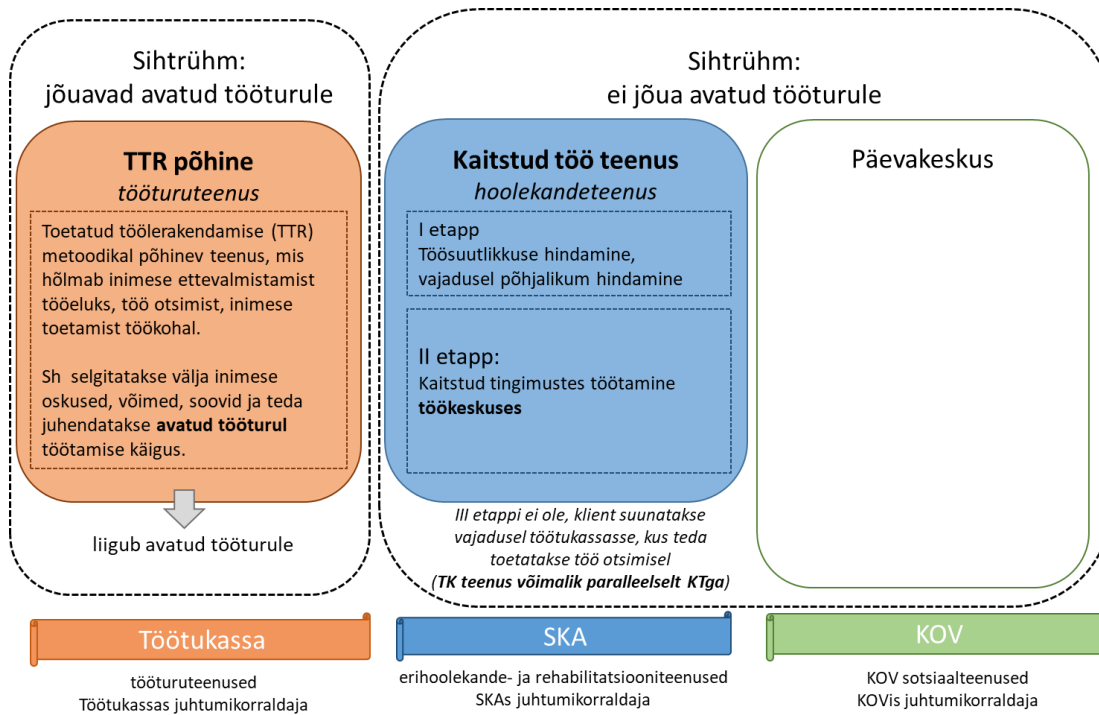 Sihtrühm:
jõuavad avatud tööturule
TTR põhine
tööturuteenus
Toetatud töölerakendamise (TTR)
metoodikal põhinev teenus, mis
hõlmab inimese ettevalmistamist
tööeluks, töö otsimist, inimese
toetamist töökohal.
Sh selgitatakse välja inimese
oskused, võimed, soovid ja teda
juhendatakse avatud tööturul
töötamise käigus.
liigub avatud tööturule
Sihtrühm:
ei jõua avatud tööturule
Kaitstud töö teenus
hoolekandeteenus
I etapp
Töösuutlikkuse hindamine,
vajadusel põhjalikum hindamine
II etapp:
Kaitstud tingimustes töötamine
töökeskuses
III etappi ei ole, klient suunatakse
vajadusel töötukassasse, kus teda
toetatakse töö otsimisel
(TK teenus võimalik paralleelselt KTga)
Päevakeskus
Töötukassa
tööturuteenused
Töötukassas juhtumikorraldaja
SKA
erihoolekande- ja rehabilitatsiooniteenused
SKAs juhtumikorraldaja
KOV
KOV sotsiaalteenused
KOVis juhtumikorraldaja